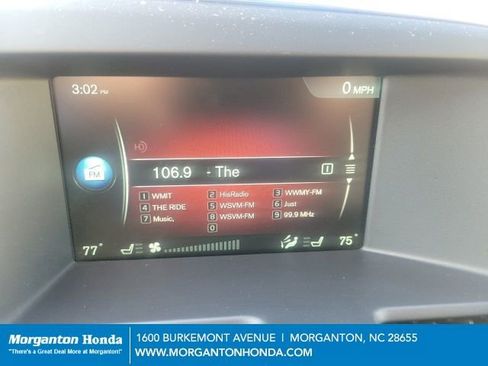 3:02 PM
0 MPH
HD
FM
106.9 - The
1
1 WMIT
2 HisRadio
3 WWMY-FM
4 THE RIDE
5 WSVM-FM
6 Just
7 Music,
8 WSVM-FM
9 99.9 MHz
0
77°
75°
Morganton Honda
"There's a Great Deal More at Morganton!"
1600 BURKEMONT AVENUE | MORGANTON, NC 28655
WWW.MORGANTONHONDA.COM